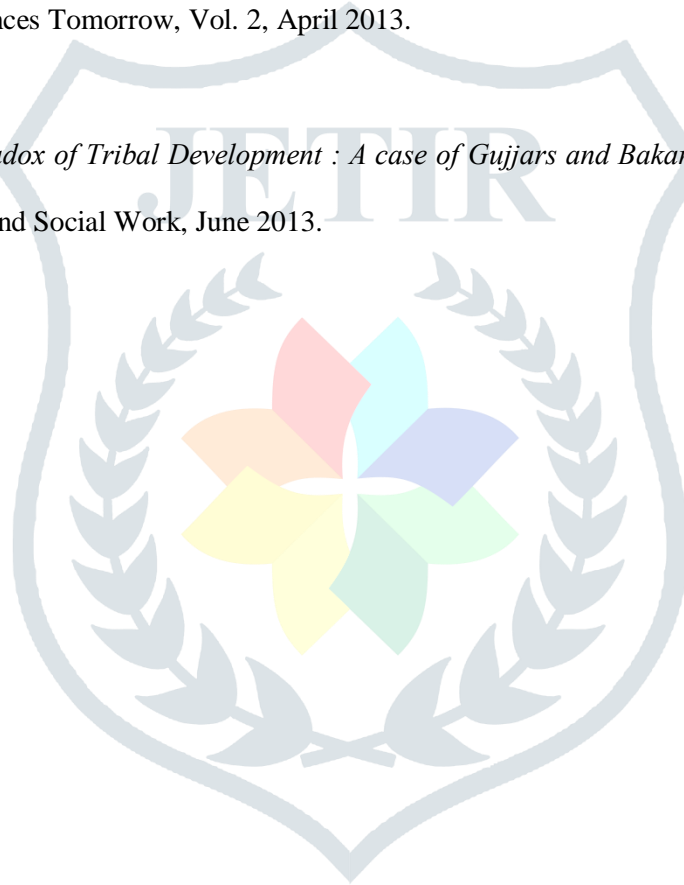 nces Tomorrow, Vol. 2, April 2013.
JETIR
adox of Tribal Development : A case of Gujjars and Bakar
nd Social Work, June 2013.